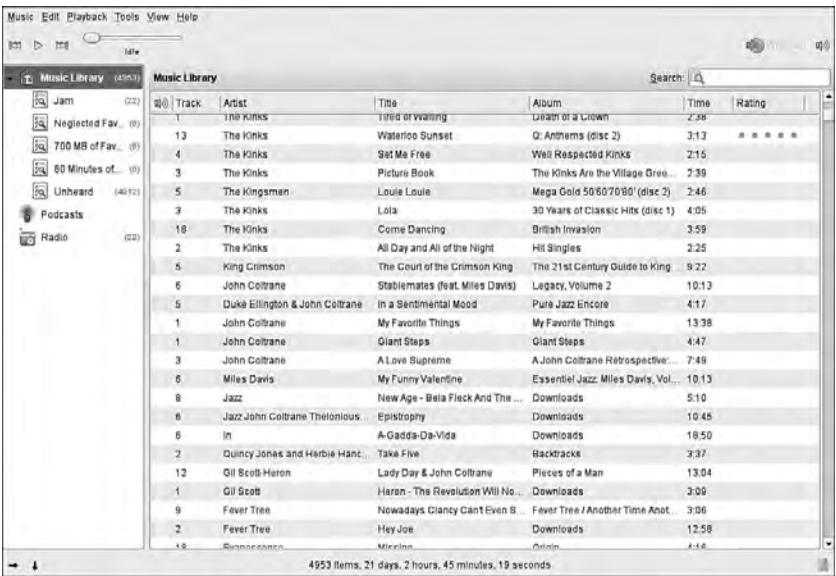 Music Edit Playback Tools View Help
Idle
Music Library (4953)
Jam (22)
Neglected Fav... (0)
700 MB of Fav... (6)
80 Minutes of... (6)
Unheard (4912)
Podcasts
Radio (22)
Music Library Search:
Track Artist Title Album Time Rating
1 The Kinks Tired of Waiting Death of a Clown 2:38
13 The Kinks Waterloo Sunset Q: Anthems (disc 2) 3:13
4 The Kinks Set Me Free Well Respected Kinks 2:15
3 The Kinks Picture Book The Kinks Are the Village Gree... 2:39
5 The Kingsmen Louie Louie Mega Gold 50'60'70'80' (disc 2) 2:46
3 The Kinks Lola 30 Years of Classic Hits (disc 1) 4:05
18 The Kinks Come Dancing British Invasion 3:59
2 The Kinks All Day and All of the Night Hit Singles 2:25
5 King Crimson The Court of the Crimson King The 21st Century Guide to King 9:22
6 John Coltrane Stablemates (feat. Miles Davis) Legacy, Volume 2 10:13
5 Duke Ellington & John Coltrane In a Sentimental Mood Pure Jazz Encore 4:17
1 John Coltrane My Favorite Things My Favorite Things 13:38
1 John Coltrane Giant Steps Giant Steps 4:47
3 John Coltrane A Love Supreme A John Coltrane Retrospective:... 7:49
6 Miles Davis My Funny Valentine Essentiel Jazz: Miles Davis, Vol... 10:13
8 Jazz New Age - Bela Fleck And The ... Downloads 5:10
6 Jazz John Coltrane Thelonious... Epistrophy Downloads 10:45
5 In A-Gadda-Da-Vida Downloads 18:50
2 Quincy Jones and Herbie Hanc... Take Five Backtracks 3:37
12 Gil Scott-Heron Lady Day & John Coltrane Pieces of a Man 13:04
1 Gil Scott Heron - The Revolution Will No... Downloads 3:09
9 Fever Tree Nowadays Clancy Can't Even S... Fever Tree / Another Time Anot... 3:06
2 Fever Tree Hey Joe Downloads 12:58
Evanescence Missing Origin 4:16
4953 items, 21 days, 2 hours, 45 minutes, 19 seconds